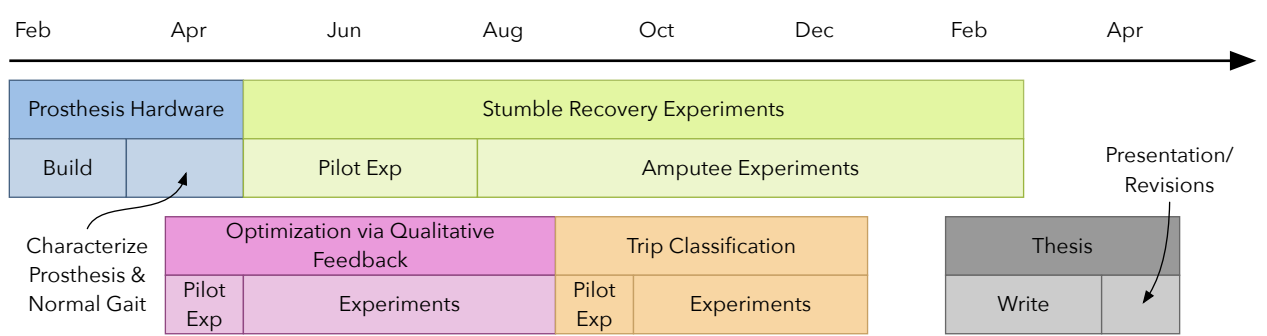 Feb Apr Jun Aug Oct Dec Feb Apr
Prosthesis Hardware
Stumble Recovery Experiments
Build
Pilot Exp
Amputee Experiments
Characterize
Prosthesis &
Normal Gait
Presentation/
Revisions
Optimization via Qualitative
Feedback
Trip Classification
Thesis
Pilot
Exp
Experiments
Pilot
Exp
Experiments
Write